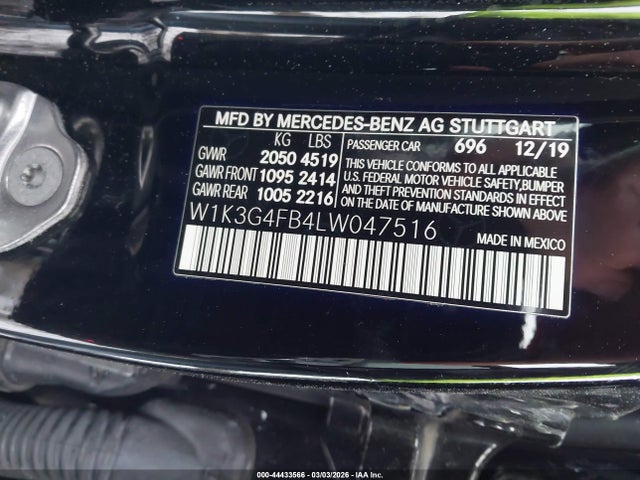 MFD BY MERCEDES-BENZ AG STUTTGART
KG LBS PASSENGER CAR 696 12/19
GVWR 2050 4519 THIS VEHICLE CONFORMS TO ALL APPLICABLE
GAWR FRONT 1095 2414 U.S. FEDERAL MOTOR VEHICLE SAFETY, BUMPER
GAWR REAR 1005 2216 AND THEFT PREVENTION STANDARDS IN EFFECT
ON THE DATE OF MANUFACTURE SHOWN ABOVE.
W1K3G4FB4LW047516 MADE IN MEXICO
000-44433566 - 03/03/2026 - IAA Inc.